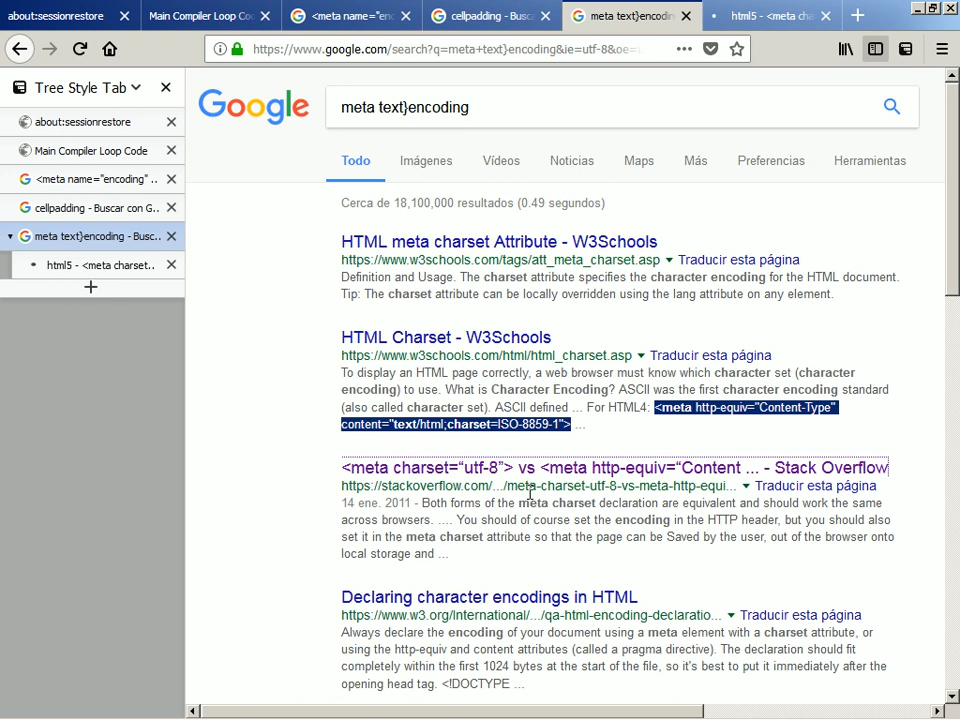 about:sessionrestore
Main Compiler Loop Co
<meta name="en
cellpadding - Busc
meta text}encodin
html5 - <meta cha
https://www.google.com/search?q=meta+text}encoding&ie=utf-8&oe=
Tree Style Tab
about:sessionrestore
Main Compiler Loop Code
<meta name="encoding" ..
cellpadding - Buscar con G..
meta text}encoding - Busc..
html5 - <meta charset..
Google
meta text}encoding
Todo Imágenes Vídeos Noticias Maps Más Preferencias Herramientas
Cerca de 18,100,000 resultados (0.49 segundos)
HTML meta charset Attribute - W3Schools
https://www.w3schools.com/tags/att_meta_charset.asp Traducir esta página
Definition and Usage. The charset attribute specifies the character encoding for the HTML document.
Tip: The charset attribute can be locally overridden using the lang attribute on any element.
HTML Charset - W3Schools
https://www.w3schools.com/html/html_charset.asp Traducir esta página
To display an HTML page correctly, a web browser must know which character set (character
encoding) to use. What is Character Encoding? ASCII was the first character encoding standard
(also called character set). ASCII defined ... For HTML4: <meta http-equiv="Content-Type"
content="text/html;charset=ISO-8859-1"> ...
<meta charset=“utf-8”> vs <meta http-equiv=“Content ... - Stack Overflow
https://stackoverflow.com/.../meta-charset-utf-8-vs-meta-http-equi... Traducir esta página
14 ene. 2011 - Both forms of the meta charset declaration are equivalent and should work the same
across browsers. .... You should of course set the encoding in the HTTP header, but you should also
set it in the meta charset attribute so that the page can be Saved by the user, out of the browser onto
local storage and ...
Declaring character encodings in HTML
https://www.w3.org/International/.../qa-html-encoding-declaratio... Traducir esta página
Always declare the encoding of your document using a meta element with a charset attribute, or
using the http-equiv and content attributes (called a pragma directive). The declaration should fit
completely within the first 1024 bytes at the start of the file, so it's best to put it immediately after the
opening head tag. <!DOCTYPE ...